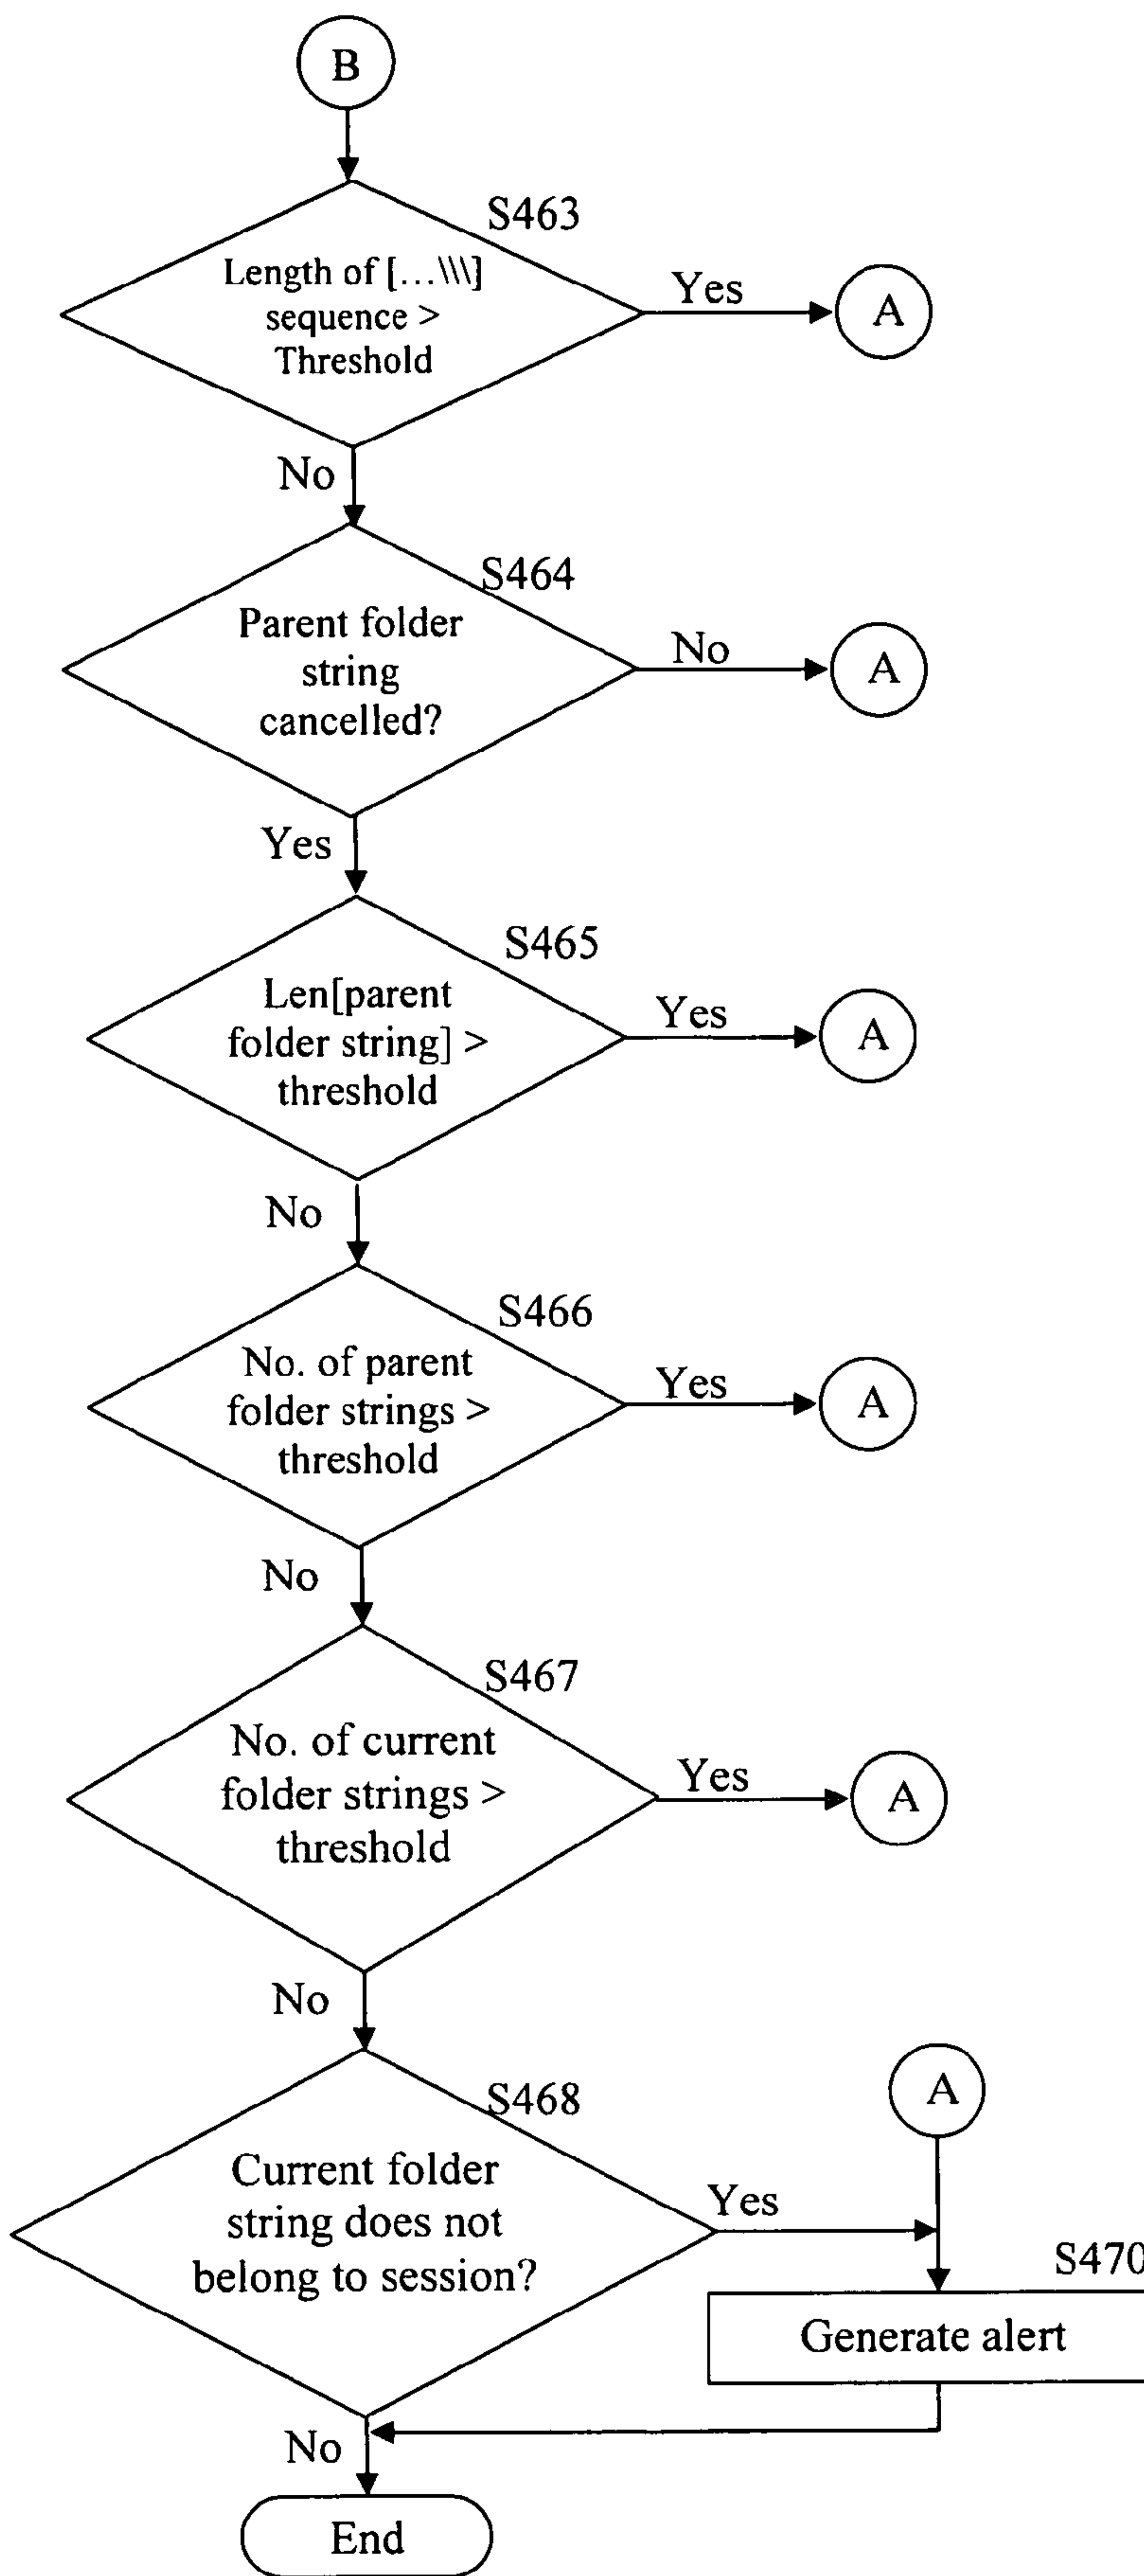 B
S463
Length of [...\\\]
sequence >
Threshold
Yes
A
No
S464
Parent folder
string
cancelled?
No
A
Yes
S465
Len[parent
folder string] >
threshold
Yes
A
No
S466
No. of parent
folder strings >
threshold
Yes
A
No
S467
No. of current
folder strings >
threshold
Yes
A
No
S468
Current folder
string does not
belong to session?
Yes
A
S470
Generate alert
No
End